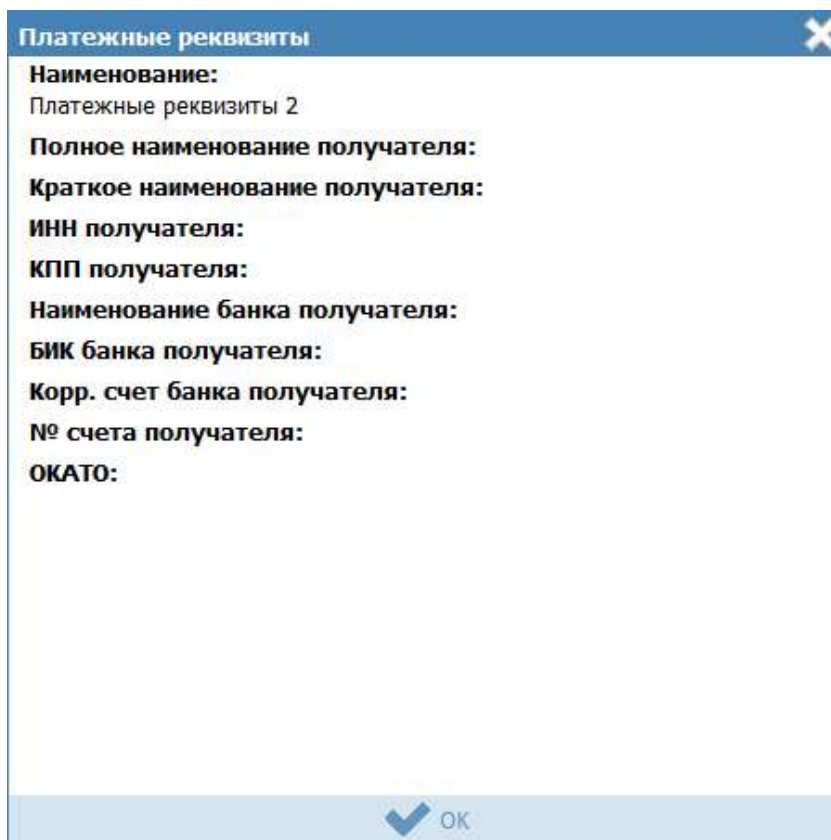 Платежные реквизиты
Наименование:
Платежные реквизиты 2
Полное наименование получателя:
Краткое наименование получателя:
ИНН получателя:
КПП получателя:
Наименование банка получателя:
БИК банка получателя:
Корр. счет банка получателя:
№ счета получателя:
ОКАТО:
ОК